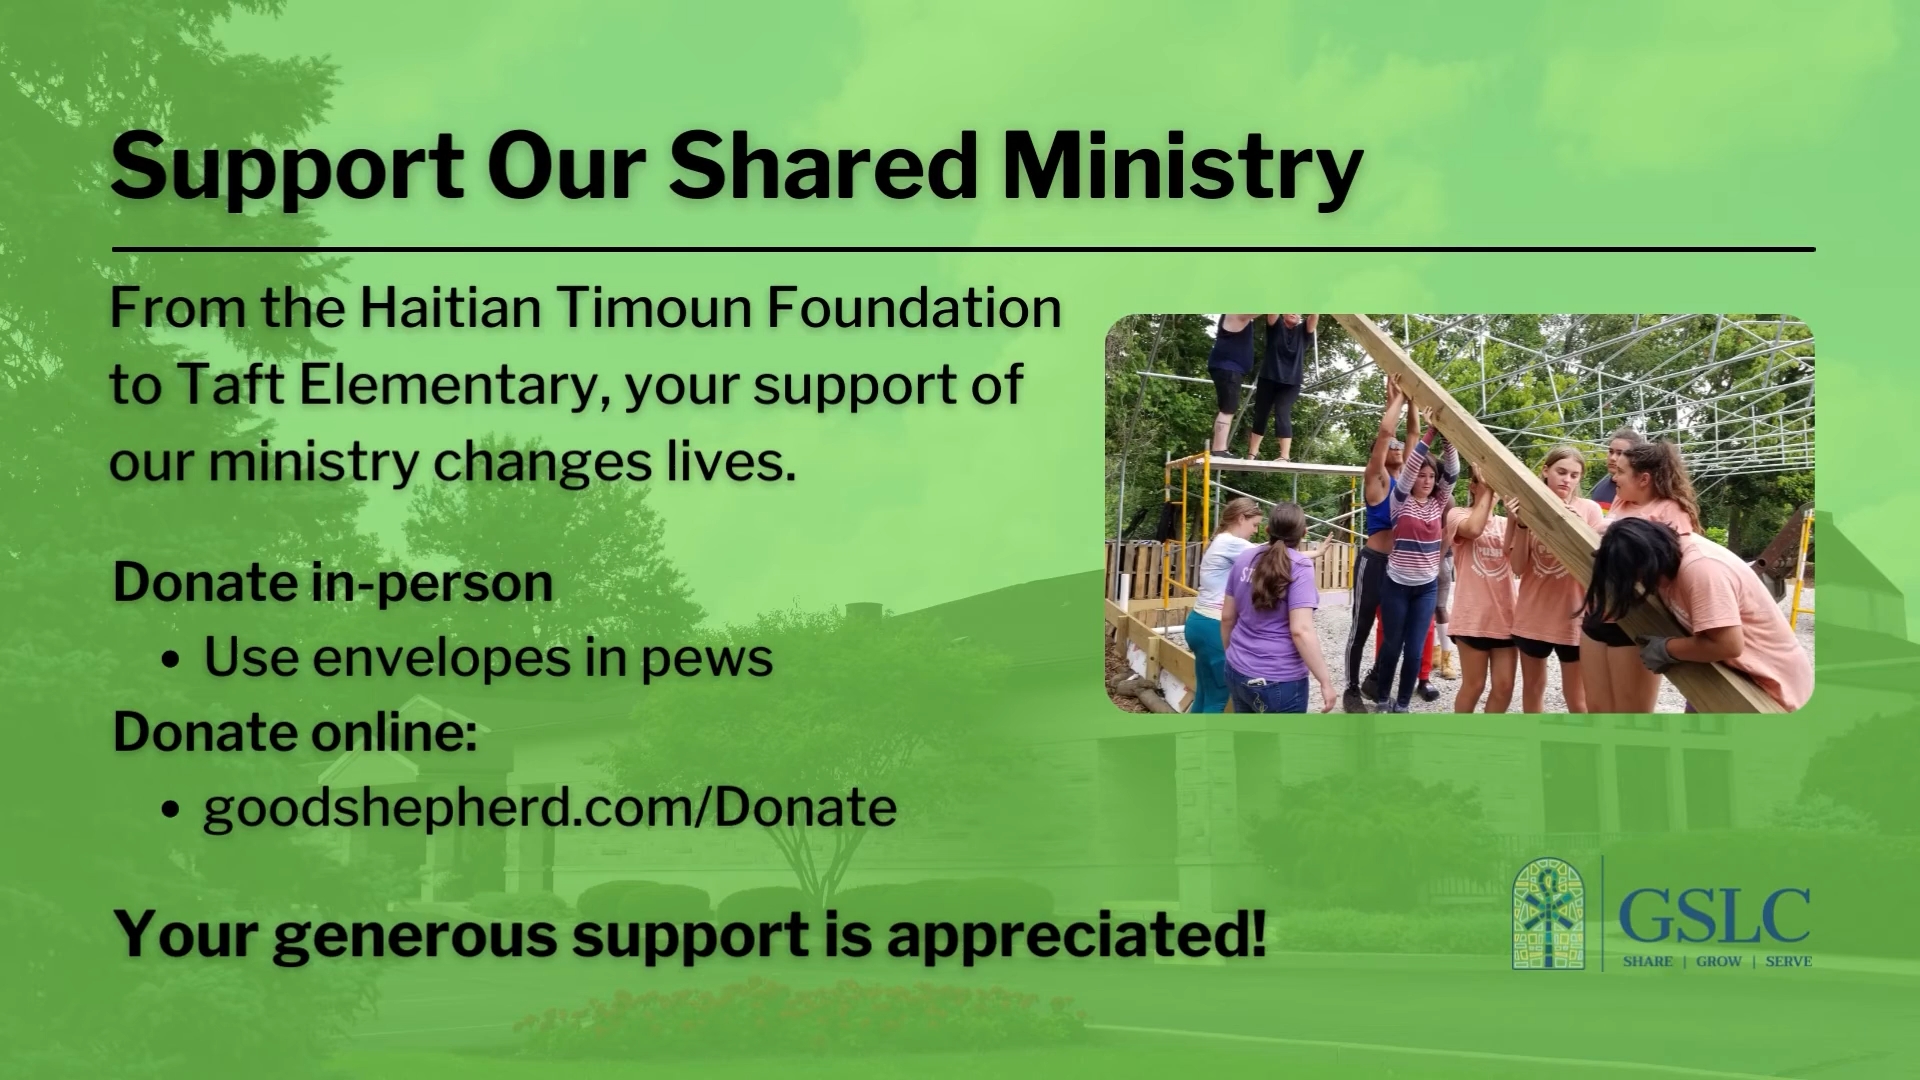 Support Our Shared Ministry
From the Haitian Timoun Foundation
to Taft Elementary, your support of
our ministry changes lives.
Donate in-person
• Use envelopes in pews
Donate online:
• goodshepherd.com/Donate
Your generous support is appreciated!
GSLC
SHARE | GROW | SERVE